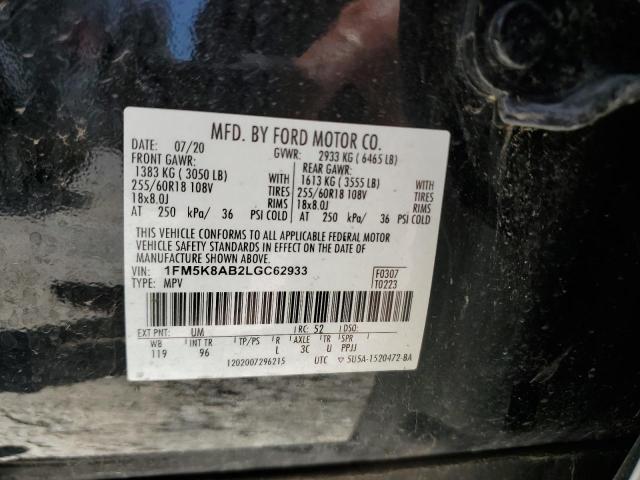 MFD. BY FORD MOTOR CO.
DATE: 07/20 GVWR: 2933 KG ( 6465 LB)
FRONT GAWR: REAR GAWR:
1383 KG ( 3050 LB) WITH 1613 KG ( 3555 LB) WITH
255/60R18 108V TIRES 255/60R18 108V TIRES
18x8.0J RIMS 18x8.0J RIMS
AT 250 kPa/ 36 PSI COLD AT 250 kPa/ 36 PSI COLD
THIS VEHICLE CONFORMS TO ALL APPLICABLE FEDERAL MOTOR
VEHICLE SAFETY STANDARDS IN EFFECT ON THE DATE OF
MANUFACTURE SHOWN ABOVE.
VIN: 1FM5K8AB2LGC62933 F0307
TYPE: MPV T0223
EXT PNT: UM RC: 52 DSO:
WB INT TR TP/PS R AXLE TR SPR
119 96 L 3C U PPJJ
1202007296215 UTC ▽ 5U5A-1520472-BA